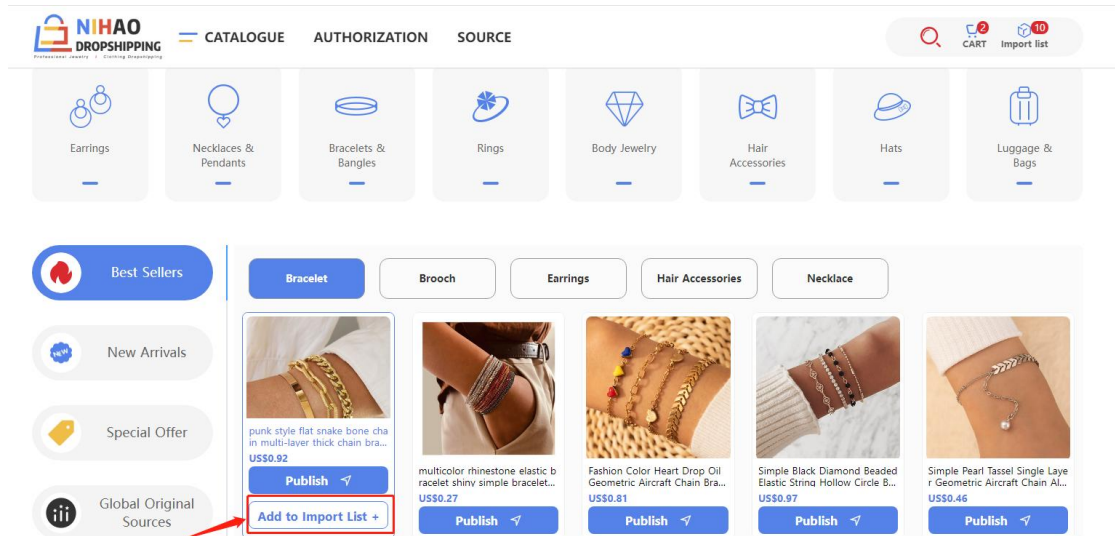 NIHAO
DROPSHIPPING
Professional Jewelry / Clothing Dropshipping
CATALOGUE
AUTHORIZATION
SOURCE
2
CART
10
Import list
Earrings
Necklaces &
Pendants
Bracelets &
Bangles
Rings
Body Jewelry
Hair
Accessories
Hats
Luggage &
Bags
Best Sellers
NEW
New Arrivals
Special Offer
Global Original
Sources
Bracelet
Brooch
Earrings
Hair Accessories
Necklace
punk style flat snake bone cha
in multi-layer thick chain bra...
US$0.92
Publish
Add to Import List +
multicolor rhinestone elastic b
racelet shiny simple bracelet...
US$0.27
Publish
Fashion Color Heart Drop Oil
Geometric Aircraft Chain Bra...
US$0.81
Publish
Simple Black Diamond Beaded
Elastic String Hollow Circle B...
US$0.97
Publish
Simple Pearl Tassel Single Laye
r Geometric Aircraft Chain Al...
US$0.46
Publish